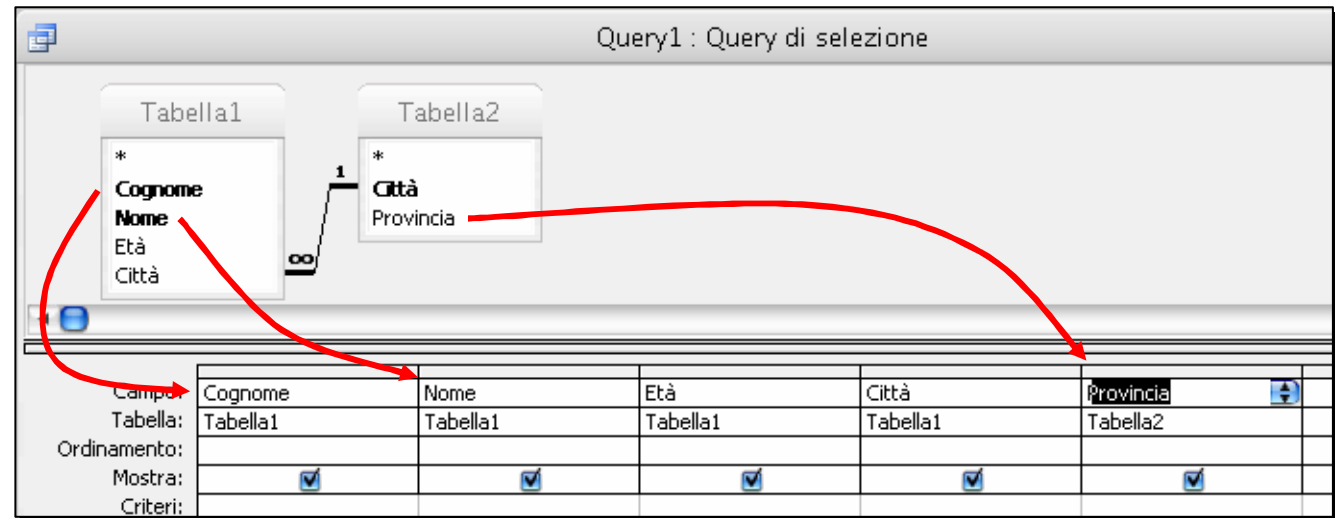 Query1 : Query di selezione
Tabella1
*
Cognome
Nome
Età
Città
∞
1
Tabella2
*
Città
Provincia
Campo: Cognome Nome Età Città Provincia
Tabella: Tabella1 Tabella1 Tabella1 Tabella1 Tabella2
Ordinamento:
Mostra:
Criteri: